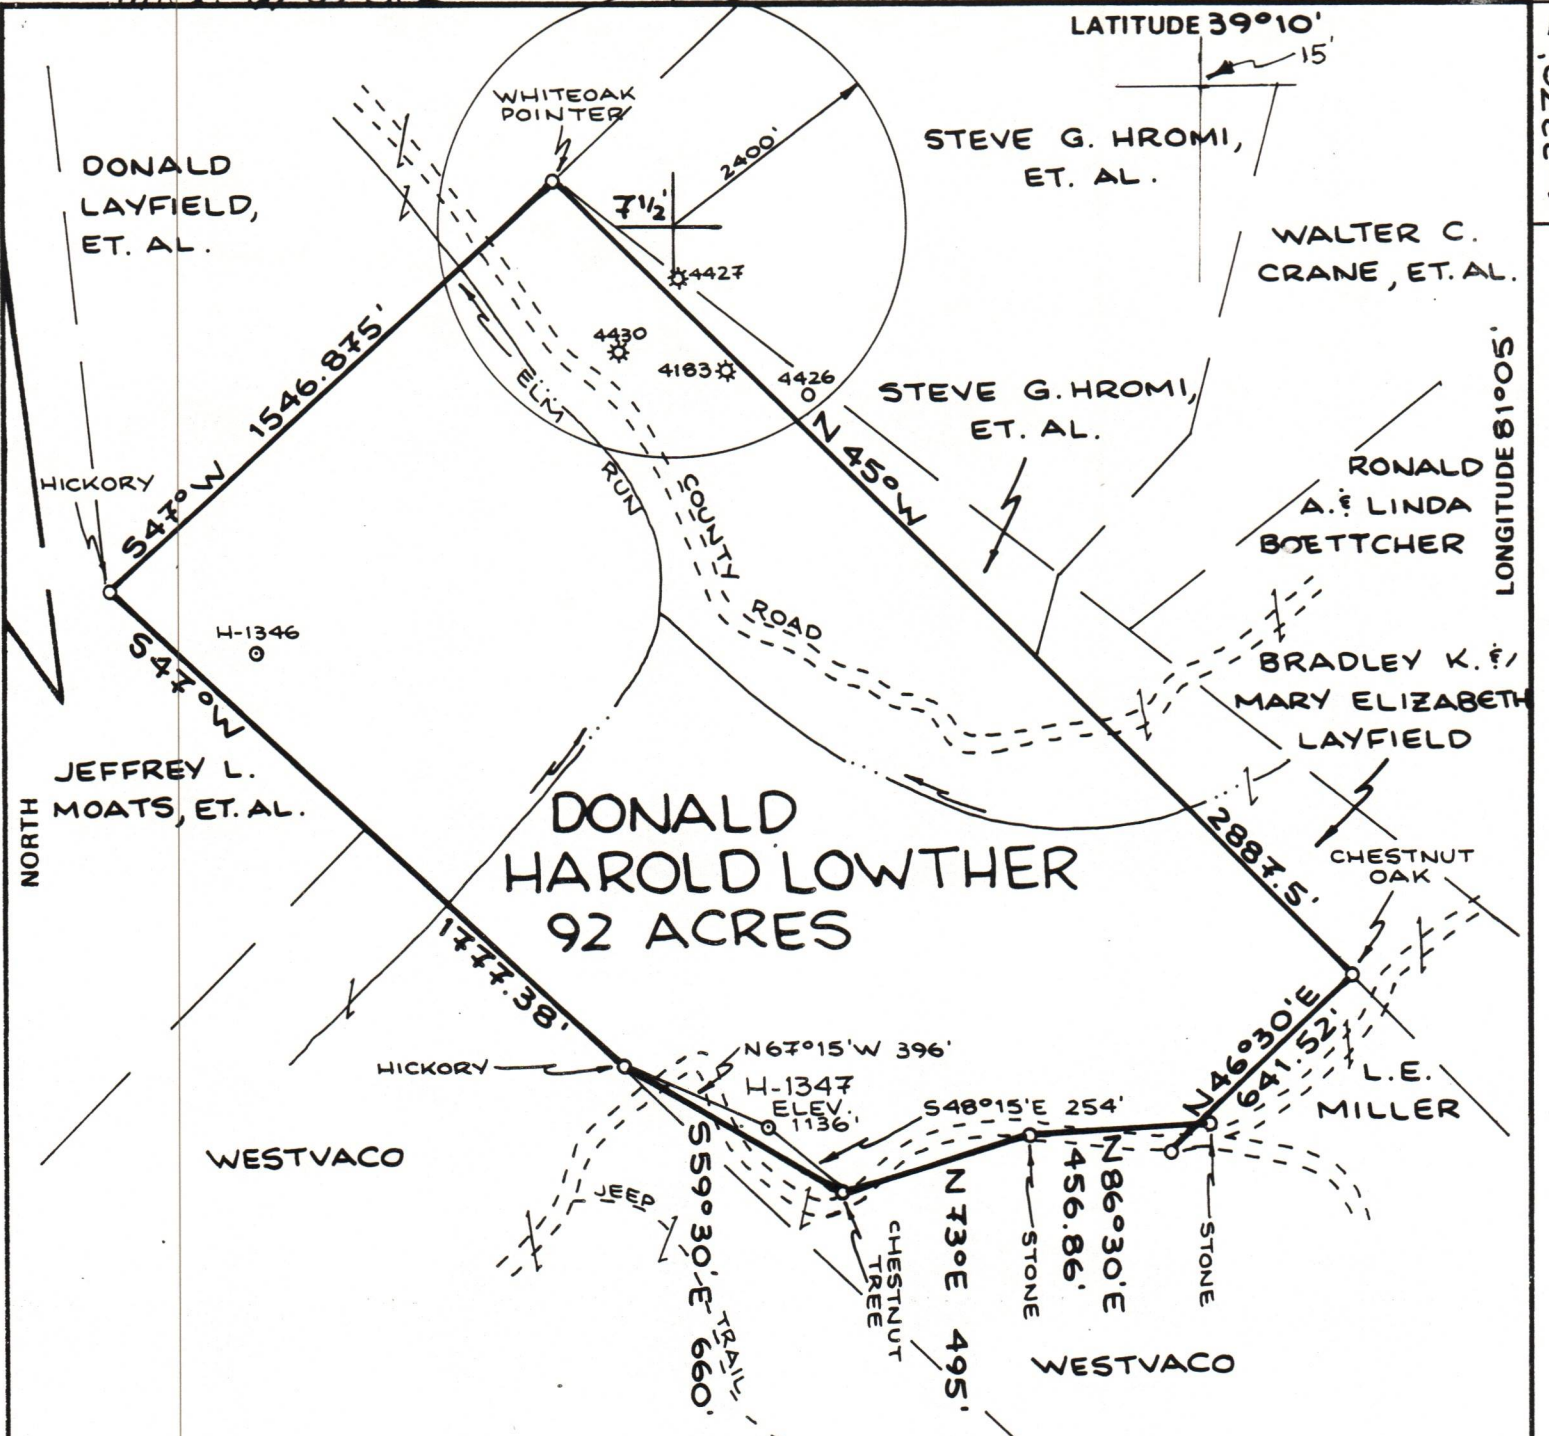 LATITUDE 39°10'
15'
WHITEOAK
POINTER
2400'
7 1/2'
STEVE G. HROMI,
ET. AL.
DONALD
LAYFIELD,
ET. AL.
WALTER C.
CRANE, ET. AL.
4427
4430
4183
4426
1546.875'
S47°W
HICKORY
ELM
RUN
COUNTY
ROAD
N 45°W
STEVE G. HROMI,
ET. AL.
LONGITUDE 81°05'
RONALD
A. & LINDA
BOETTCHER
H-1346
S47°W
BRADLEY K. &
MARY ELIZABETH
LAYFIELD
JEFFREY L.
MOATS, ET. AL.
NORTH
DONALD
HAROLD LOWTHER
92 ACRES
2887.5'
CHESTNUT
OAK
1777.38'
N46°30'E
641.52'
HICKORY
N67°15'W 396'
H-1347
ELEV.
1136'
S48°15'E 254'
L.E.
MILLER
WESTVACO
JEEP
TRAIL
S59°30'E 660'
CHESTNUT
TREE
N73°E 495'
STONE
N86°30'E
456.86'
STONE
WESTVACO